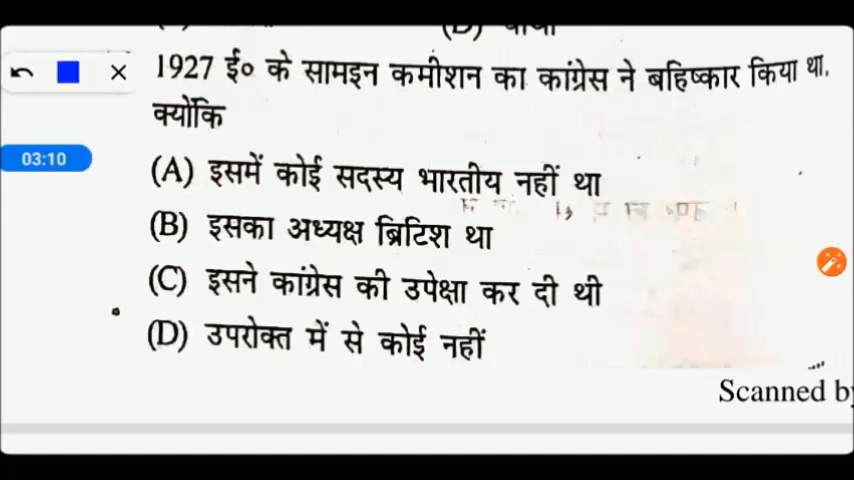 1927 ई० के सामइन कमीशन का कांग्रेस ने बहिष्कार किया था,
क्योंकि
03:10
(A) इसमें कोई सदस्य भारतीय नहीं था
(B) इसका अध्यक्ष ब्रिटिश था
(C) इसने कांग्रेस की उपेक्षा कर दी थी
(D) उपरोक्त में से कोई नहीं
Scanned by